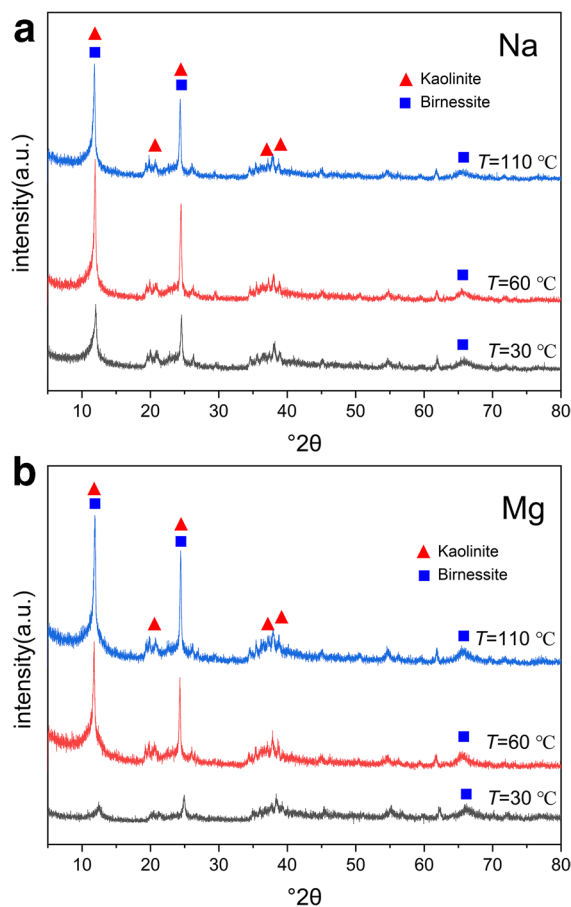 a
Na
Kaolinite
Birnessite
T=110 ℃
T=60 ℃
T=30 ℃
intensity(a.u.)
10 20 30 40 50 60 70 80
°2θ
b
Mg
Kaolinite
Birnessite
T=110 ℃
T=60 ℃
T=30 ℃
intensity(a.u.)
10 20 30 40 50 60 70 80
°2θ